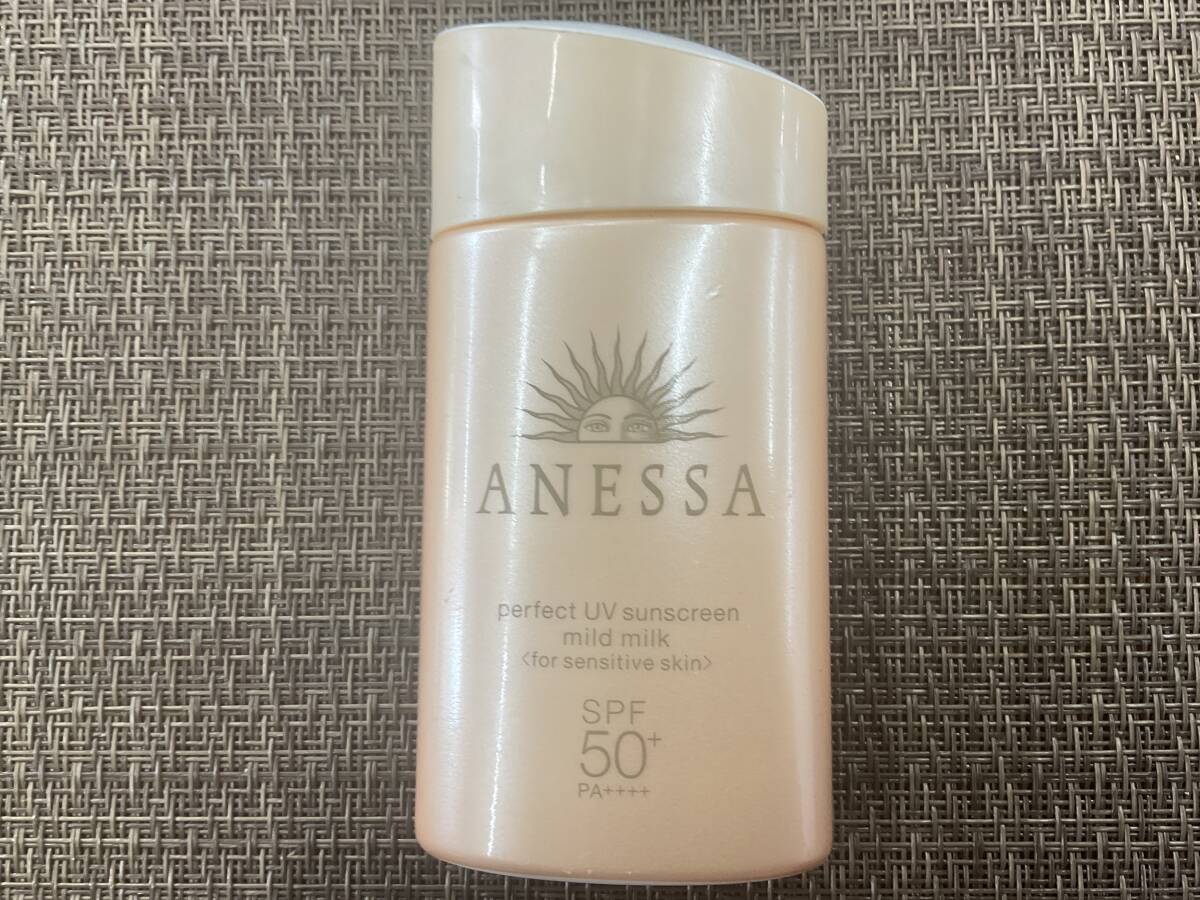 ANESSA
perfect UV sunscreen
mild milk
<for sensitive skin>
SPF
50+
PA++++